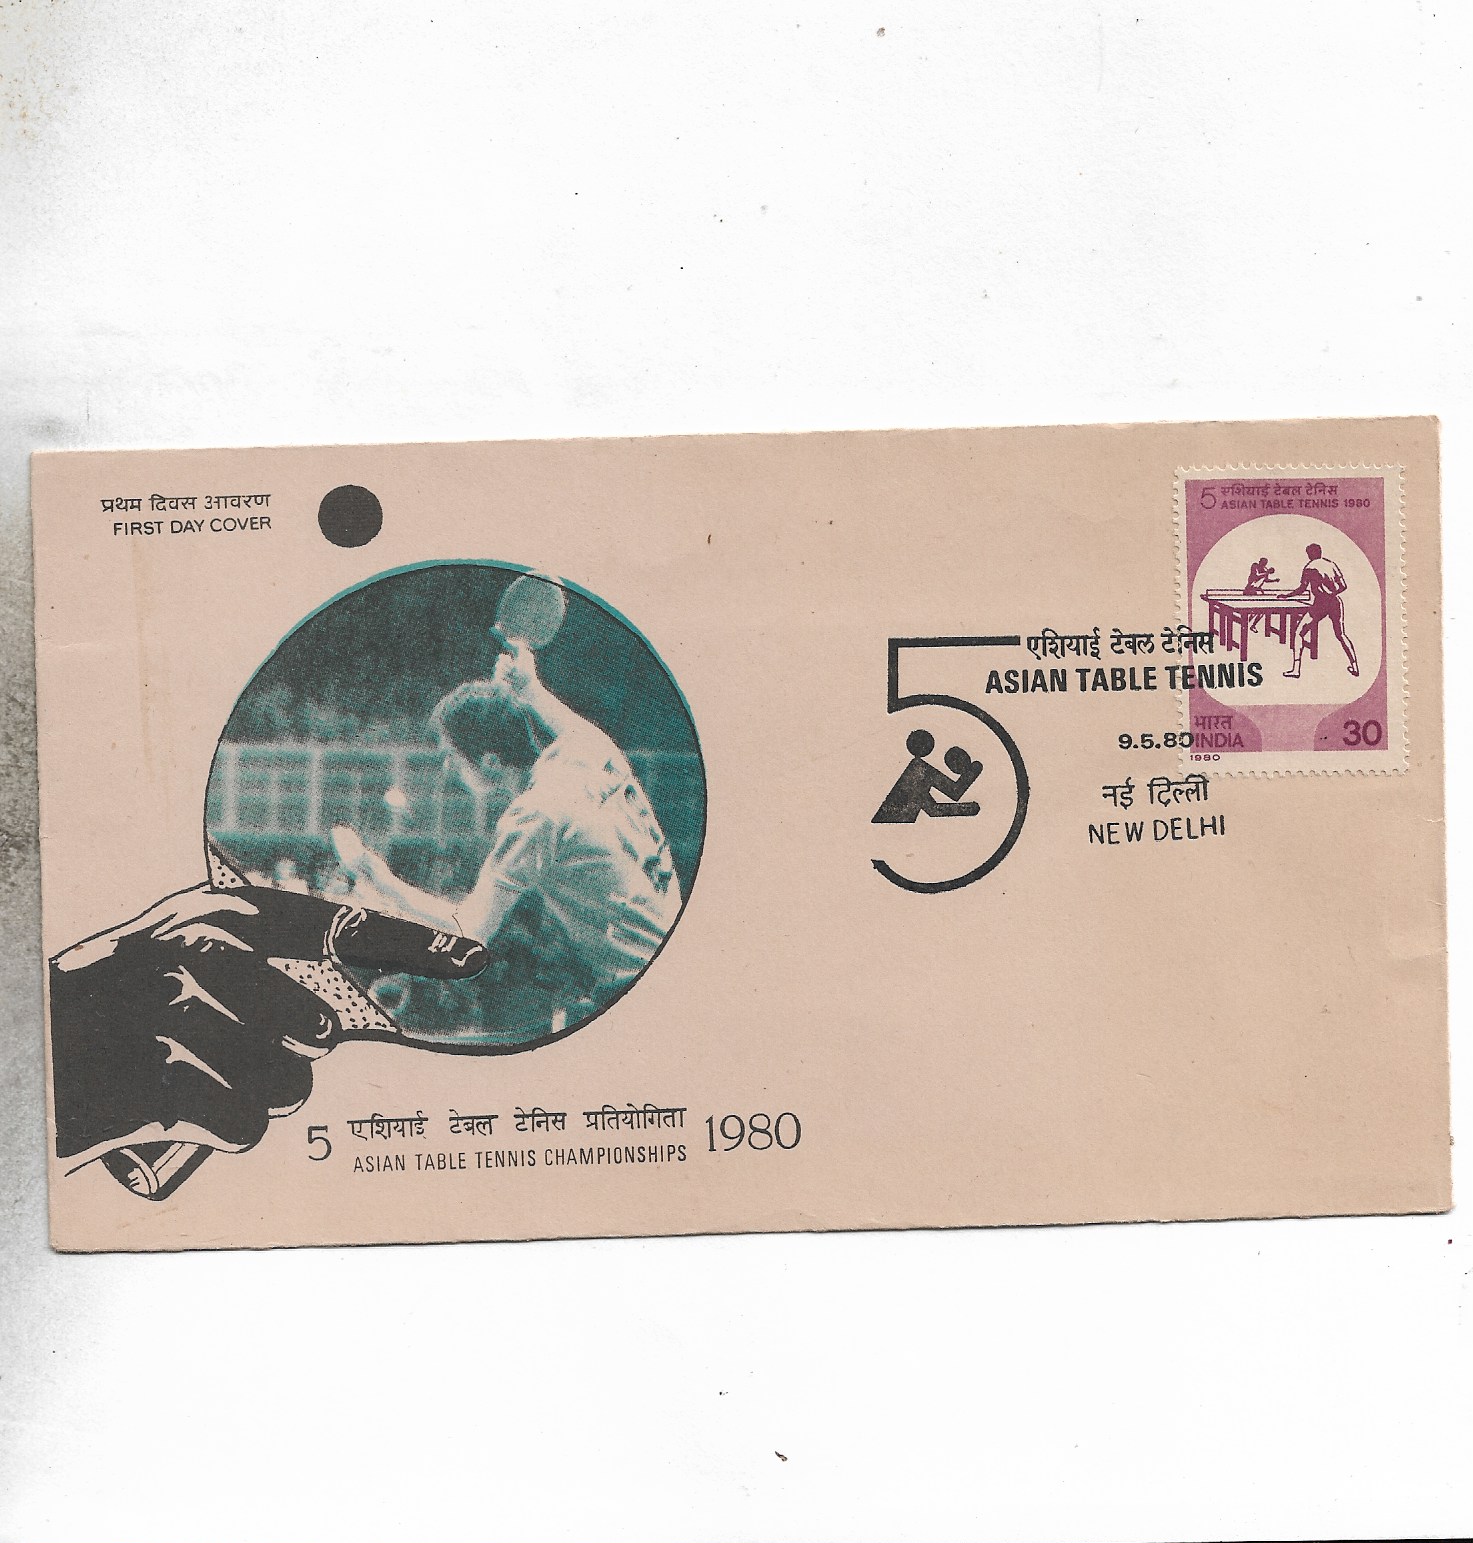 प्रथम दिवस आवरण
FIRST DAY COVER
5 एशियाई टेबल टेनिस
ASIAN TABLE TENNIS 1980
भारत
INDIA 30
1980
5 एशियाई टेबल टेनिस
ASIAN TABLE TENNIS
9.5.80
नई दिल्ली
NEW DELHI
5 एशियाई टेबल टेनिस प्रतियोगिता 1980
ASIAN TABLE TENNIS CHAMPIONSHIPS